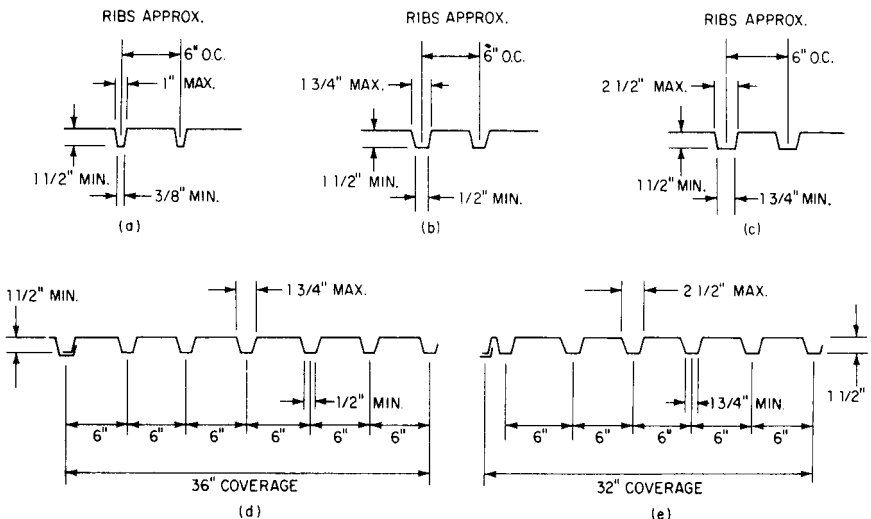 RIBS APPROX.
6" O.C.
1" MAX.
1 1/2" MIN.
3/8" MIN.
(a)
RIBS APPROX.
6" O.C.
1 3/4" MAX.
1 1/2" MIN.
1/2" MIN.
(b)
RIBS APPROX.
6" O.C.
2 1/2" MAX.
1 1/2" MIN.
1 3/4" MIN.
(c)
1 1/2" MIN.
1 3/4" MAX.
1/2" MIN.
6" 6" 6" 6" 6" 6"
36" COVERAGE
(d)
2 1/2" MAX.
1 1/2"
1 3/4" MIN.
6" 6" 6" 6" 6"
32" COVERAGE
(e)